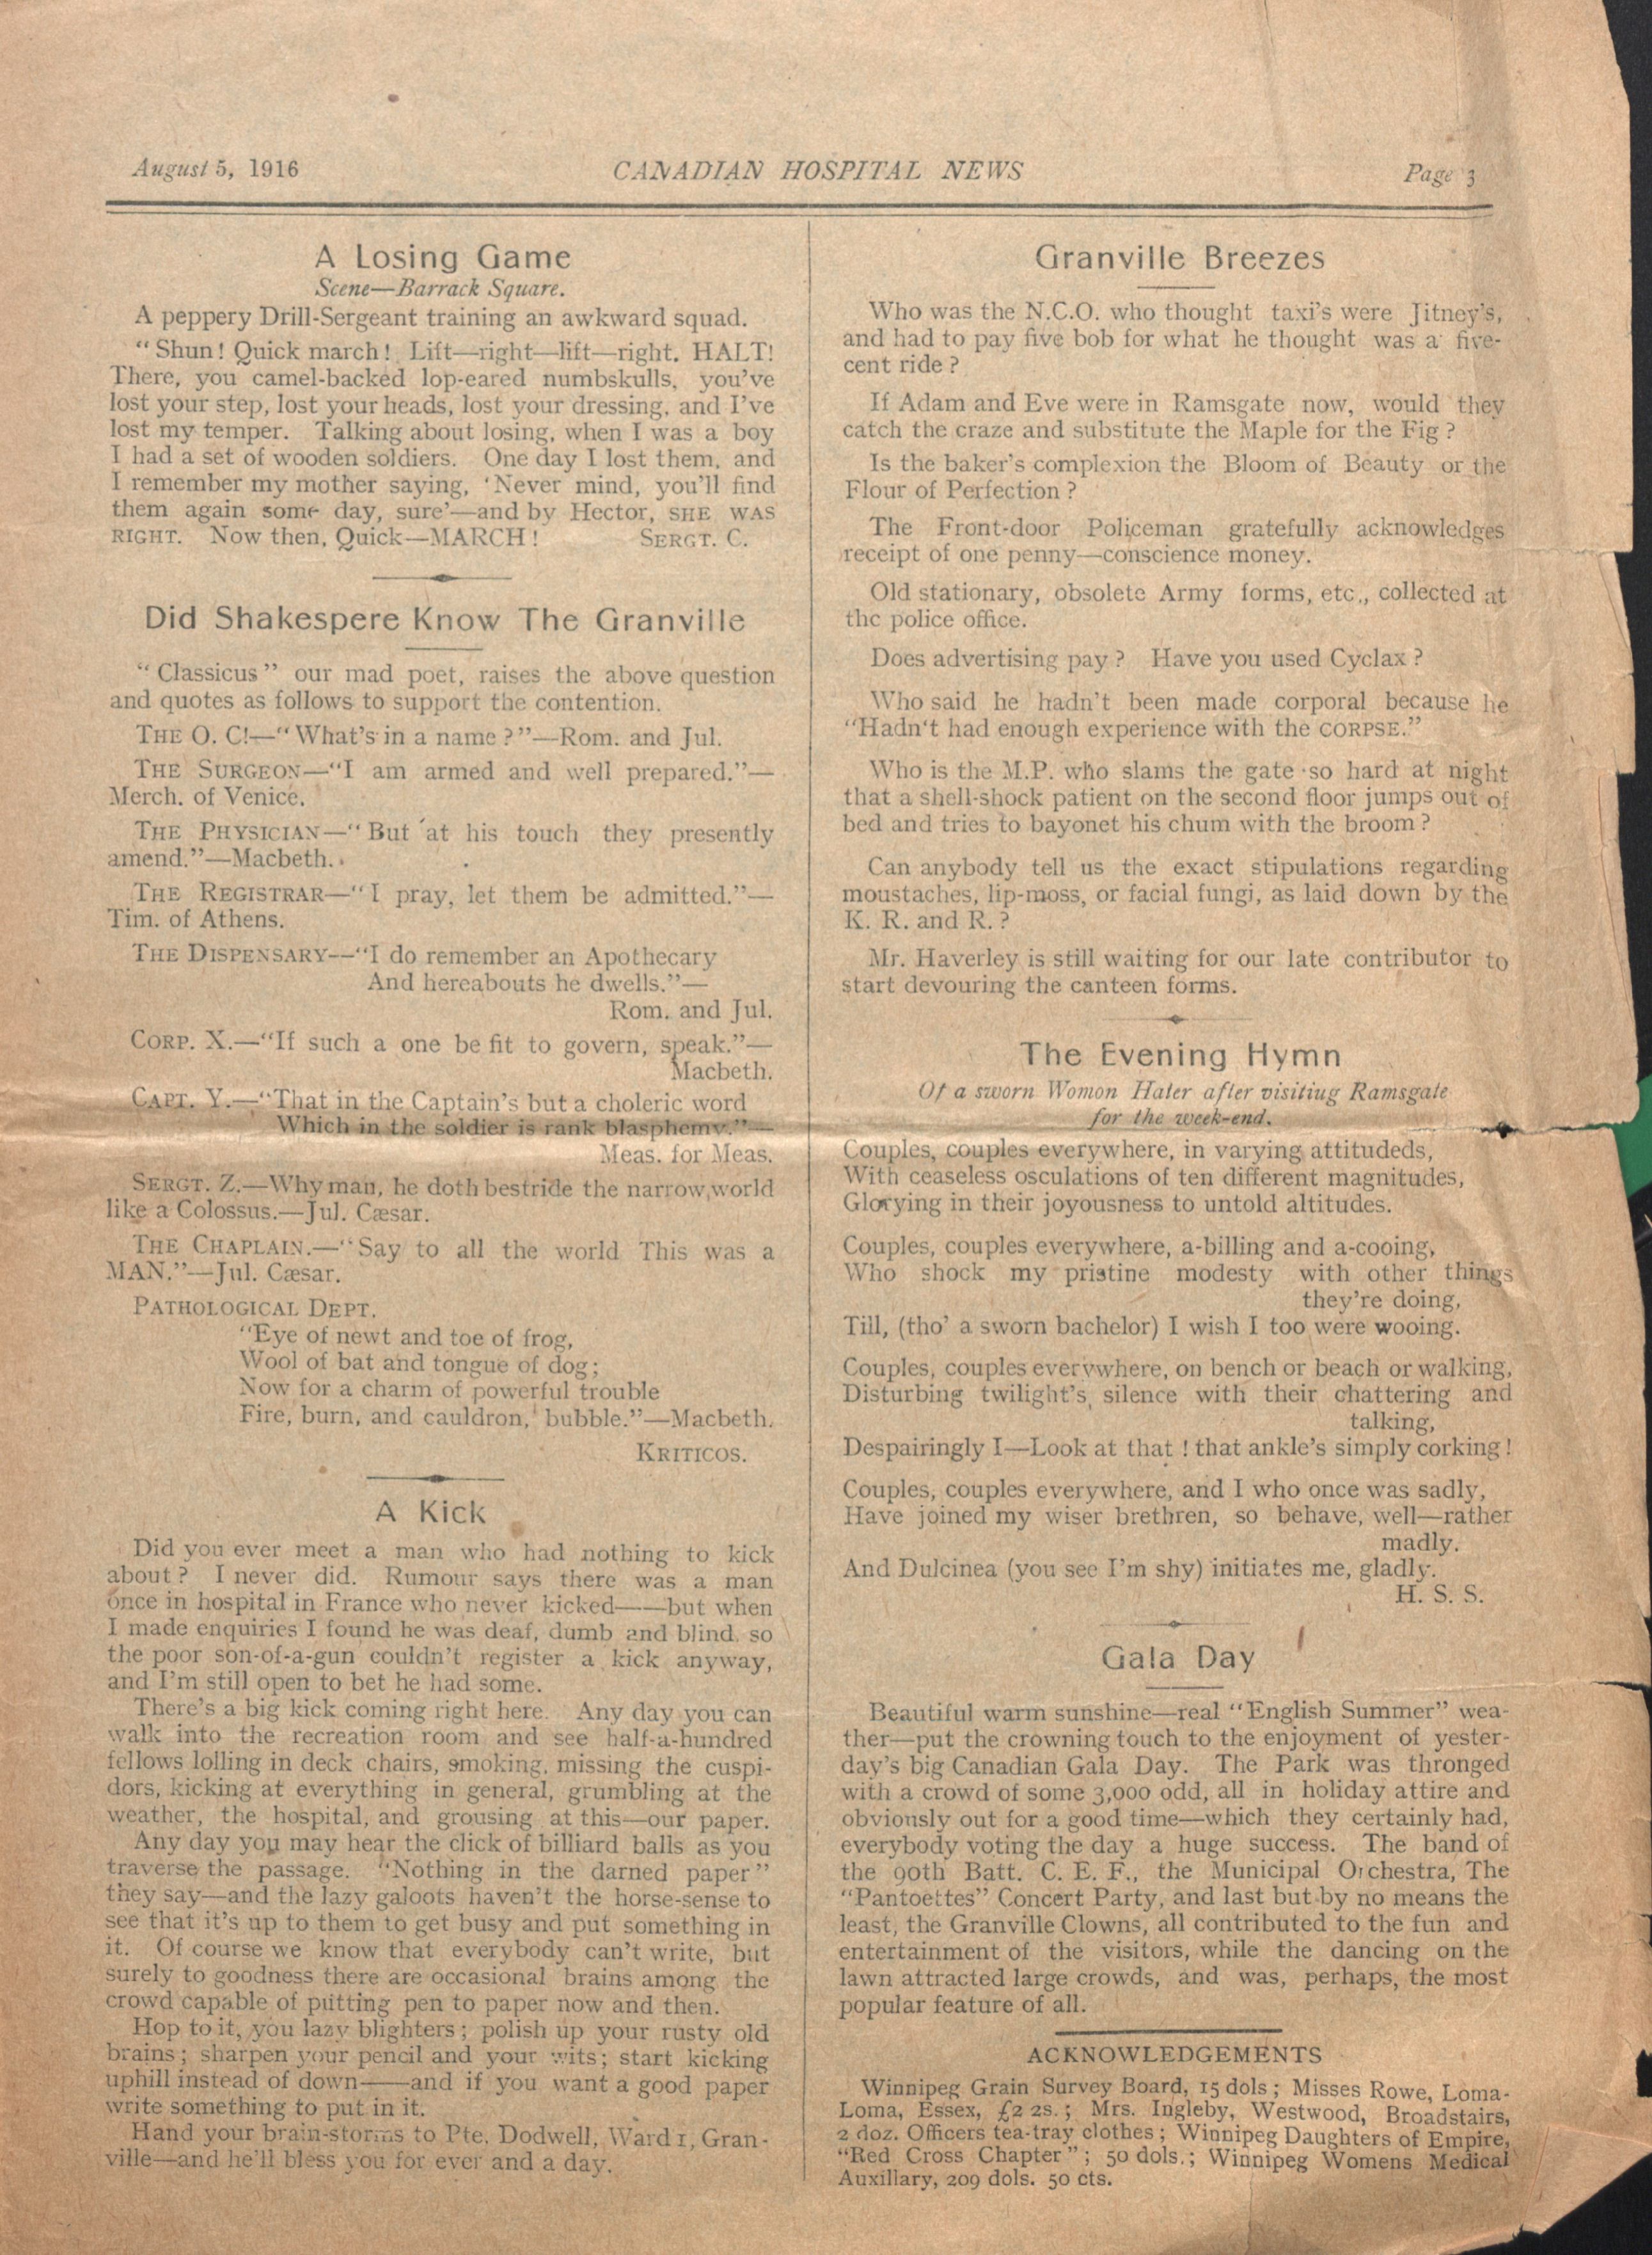 August 5, 1916
CANADIAN HOSPITAL NEWS
Page 3
A Losing Game
Scene—Barrack Square.
A peppery Drill-Sergeant training an awkward squad.
“ Shun! Quick march! Lift—right—lift—right. HALT!
There, you camel-backed lop-eared numbskulls, you've
lost your step, lost your heads, lost your dressing, and I've
lost my temper. Talking about losing, when I was a boy
I had a set of wooden soldiers. One day I lost them, and
I remember my mother saying, ‘Never mind, you'll find
them again some day, sure’—and by Hector, SHE WAS
RIGHT. Now then, Quick—MARCH! SERGT. C.
Did Shakespere Know The Granville
“ Classicus ” our mad poet, raises the above question
and quotes as follows to support the contention.
THE O. C!—“ What's in a name ?”—Rom. and Jul.
THE SURGEON—“I am armed and well prepared.”—
Merch. of Venice.
THE PHYSICIAN—“ But at his touch they presently
amend.”—Macbeth.
THE REGISTRAR—“I pray, let them be admitted.”—
Tim. of Athens.
THE DISPENSARY—“I do remember an Apothecary
And hereabouts he dwells.”—
Rom. and Jul.
CORP. X.—“If such a one be fit to govern, speak.”—
Macbeth.
CAPT. Y.—“That in the Captain's but a choleric word
Which in the soldier is rank blasphemy.”—
Meas. for Meas.
SERGT. Z.—Why man, he doth bestride the narrow world
like a Colossus.—Jul. Cæsar.
THE CHAPLAIN.—“Say to all the world This was a
MAN.”—Jul. Cæsar.
PATHOLOGICAL DEPT.
“Eye of newt and toe of frog,
Wool of bat and tongue of dog;
Now for a charm of powerful trouble
Fire, burn, and cauldron, bubble.”—Macbeth.
KRITICOS.
A Kick
Did you ever meet a man who had nothing to kick
about? I never did. Rumour says there was a man
once in hospital in France who never kicked——but when
I made enquiries I found he was deaf, dumb and blind, so
the poor son-of-a-gun couldn't register a kick anyway,
and I'm still open to bet he had some.
There's a big kick coming right here. Any day you can
walk into the recreation room and see half-a-hundred
fellows lolling in deck chairs, smoking, missing the cuspi-
dors, kicking at everything in general, grumbling at the
weather, the hospital, and grousing at this—our paper.
Any day you may hear the click of billiard balls as you
traverse the passage. “Nothing in the darned paper”
they say—and the lazy galoots haven't the horse-sense to
see that it's up to them to get busy and put something in
it. Of course we know that everybody can't write, but
surely to goodness there are occasional brains among the
crowd capable of putting pen to paper now and then.
Hop to it, you lazy blighters; polish up your rusty old
brains; sharpen your pencil and your wits; start kicking
uphill instead of down——and if you want a good paper
write something to put in it.
Hand your brain-storms to Pte. Dodwell, Ward 1, Gran-
ville—and he'll bless you for ever and a day.
Granville Breezes
Who was the N.C.O. who thought taxi's were Jitney's,
and had to pay five bob for what he thought was a five-
cent ride ?
If Adam and Eve were in Ramsgate now, would they
catch the craze and substitute the Maple for the Fig ?
Is the baker's complexion the Bloom of Beauty or the
Flour of Perfection ?
The Front-door Policeman gratefully acknowledges
receipt of one penny—conscience money.
Old stationary, obsolete Army forms, etc., collected at
the police office.
Does advertising pay ? Have you used Cyclax ?
Who said he hadn't been made corporal because he
“Hadn't had enough experience with the CORPSE.”
Who is the M.P. who slams the gate so hard at night
that a shell-shock patient on the second floor jumps out of
bed and tries to bayonet his chum with the broom ?
Can anybody tell us the exact stipulations regarding
moustaches, lip-moss, or facial fungi, as laid down by the
K. R. and R. ?
Mr. Haverley is still waiting for our late contributor to
start devouring the canteen forms.
The Evening Hymn
Of a sworn Womon Hater after visitiug Ramsgate
for the week-end.
Couples, couples everywhere, in varying attitudeds,
With ceaseless osculations of ten different magnitudes,
Glorying in their joyousness to untold altitudes.
Couples, couples everywhere, a-billing and a-cooing,
Who shock my pristine modesty with other things
they're doing,
Till, (tho' a sworn bachelor) I wish I too were wooing.
Couples, couples everywhere, on bench or beach or walking,
Disturbing twilight's silence with their chattering and
talking,
Despairingly I—Look at that ! that ankle's simply corking!
Couples, couples everywhere, and I who once was sadly,
Have joined my wiser brethren, so behave, well—rather
madly.
And Dulcinea (you see I'm shy) initiates me, gladly.
H. S. S.
Gala Day
Beautiful warm sunshine—real “English Summer” wea-
ther—put the crowning touch to the enjoyment of yester-
day's big Canadian Gala Day. The Park was thronged
with a crowd of some 3,000 odd, all in holiday attire and
obviously out for a good time—which they certainly had,
everybody voting the day a huge success. The band of
the 90th Batt. C. E. F., the Municipal Orchestra, The
“Pantoettes” Concert Party, and last but by no means the
least, the Granville Clowns, all contributed to the fun and
entertainment of the visitors, while the dancing on the
lawn attracted large crowds, and was, perhaps, the most
popular feature of all.
ACKNOWLEDGEMENTS
Winnipeg Grain Survey Board, 15 dols; Misses Rowe, Loma-
Loma, Essex, £2 2s.; Mrs. Ingleby, Westwood, Broadstairs,
2 doz. Officers tea-tray clothes; Winnipeg Daughters of Empire,
“Red Cross Chapter”; 50 dols.; Winnipeg Womens Medical
Auxillary, 209 dols. 50 cts.